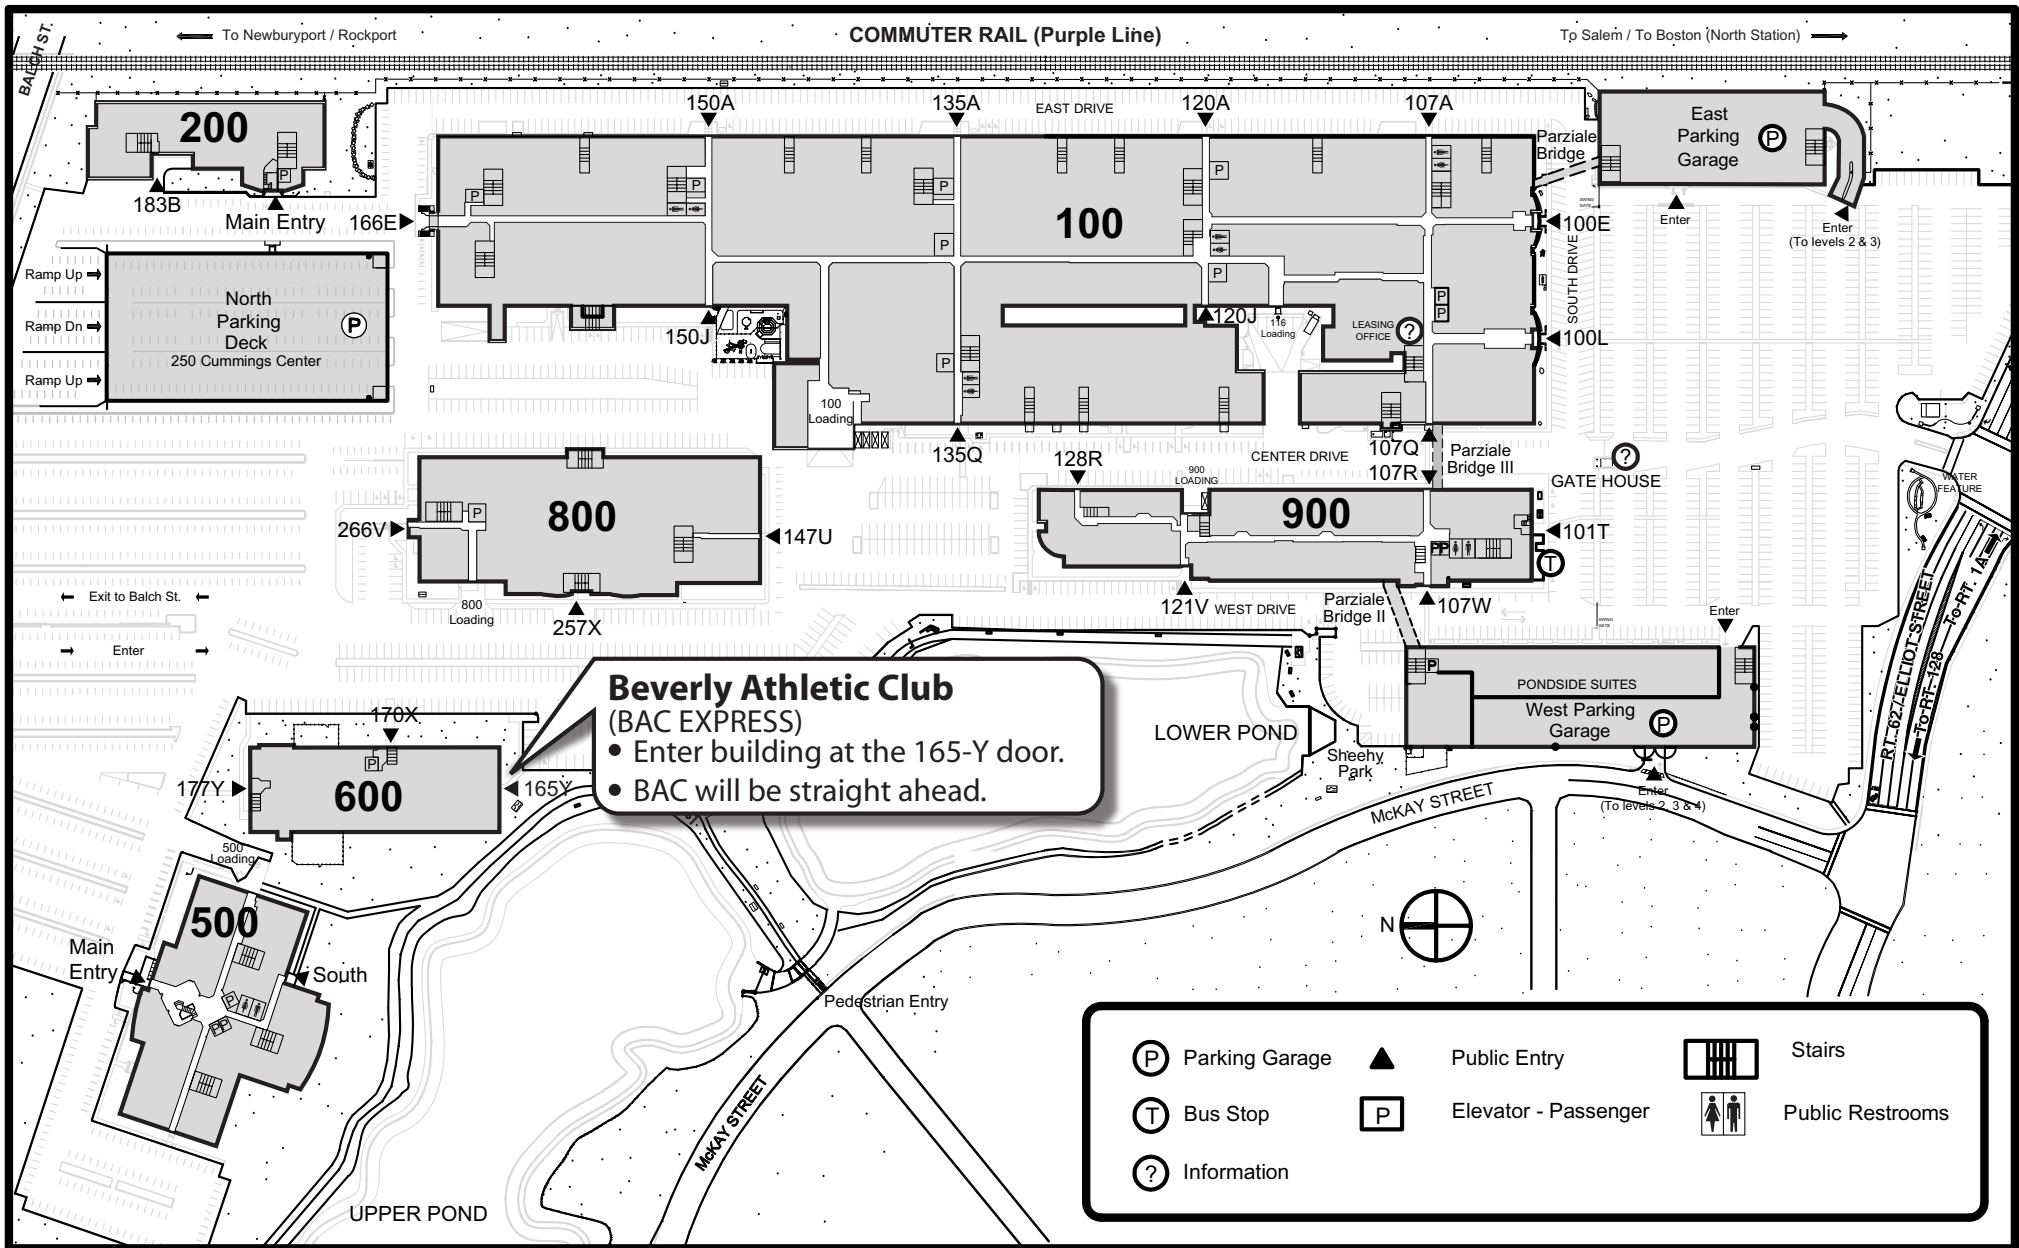 BALCH ST.
To Newburyport / Rockport
COMMUTER RAIL (Purple Line)
To Salem / To Boston (North Station)
200
183B
Main Entry
166E
150A
135A
EAST DRIVE
120A
107A
Parziale
Bridge
East
Parking
Garage
P
Enter
Enter
(To levels 2 & 3)
SWING
GATE
100
P
P
P
P
P
P
P
P
P
P
P
100E
SOUTH DRIVE
100L
Ramp Up
Ramp Dn
Ramp Up
North
Parking
Deck
250 Cummings Center
P
150J
120J
116
Loading
LEASING
OFFICE
?
100
Loading
135Q
107Q
CENTER DRIVE
Parziale
Bridge III
128R
900
LOADING
107R
?
GATE HOUSE
WATER
FEATURE
800
P
266V
147U
800
Loading
257X
900
PP
101T
T
121V
WEST DRIVE
Parziale
Bridge II
107W
SWING
GATE
Enter
Exit to Balch St.
Enter
Beverly Athletic Club
(BAC EXPRESS)
• Enter building at the 165-Y door.
• BAC will be straight ahead.
P
PONDSIDE SUITES
West Parking
Garage
P
Enter
(To levels 2, 3 & 4)
LOWER POND
Sheehy
Park
McKAY STREET
RT. 62 / ELLIOTT STREET
To RT. 128
To RT. 1A
170X
P
177Y
600
165Y
ST.
500
Loading
500
Main
Entry
South
P
PP
Pedestrian Entry
McKAY STREET
UPPER POND
N
P Parking Garage
Public Entry
Stairs
T Bus Stop
P Elevator - Passenger
Public Restrooms
? Information